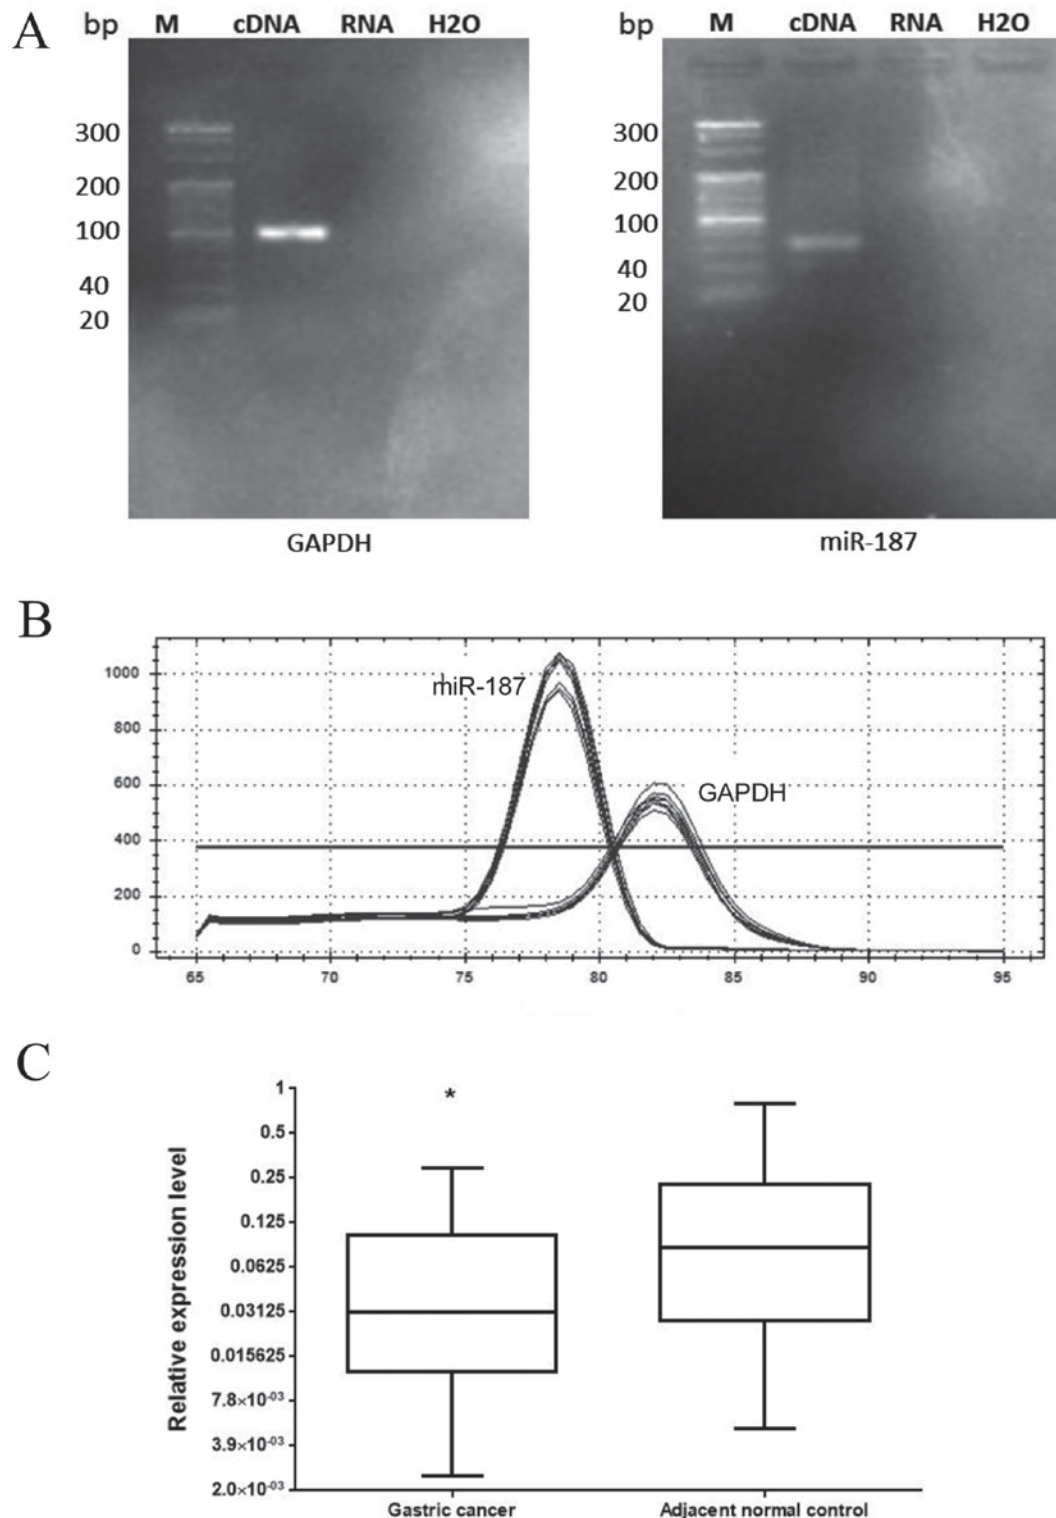 A
bp M cDNA RNA H2O
300
200
100
40
20
GAPDH
bp M cDNA RNA H2O
300
200
100
40
20
miR-187
B
1000
800
600
400
200
0
miR-187
GAPDH
65 70 75 80 85 90 95
C
Relative expression level
1
0.5
0.25
0.125
0.0625
0.03125
0.015625
7.8×10⁻⁰³
3.9×10⁻⁰³
2.0×10⁻⁰³
*
Gastric cancer Adjacent normal control